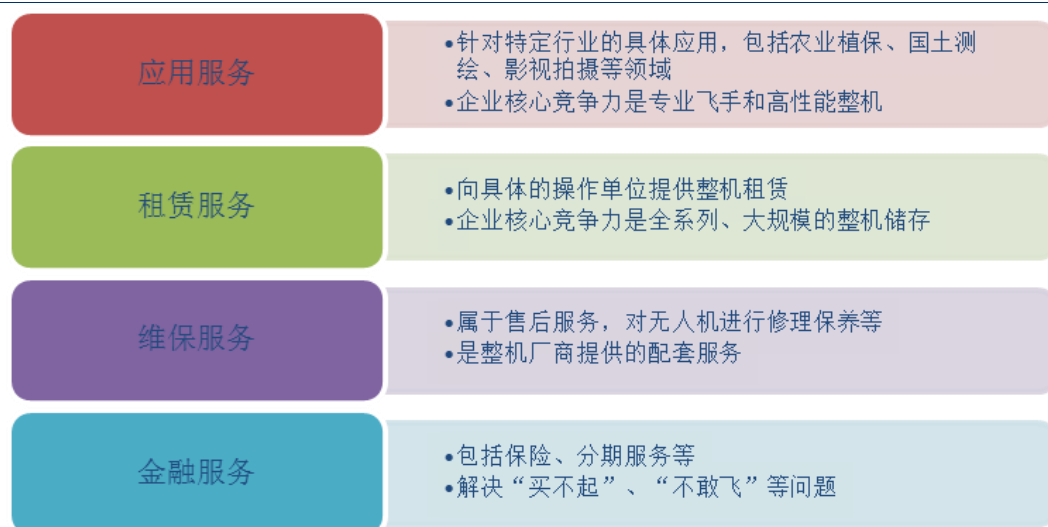 应用服务
•针对特定行业的具体应用，包括农业植保、国土测
绘、影视拍摄等领域
•企业核心竞争力是专业飞手和高性能整机
租赁服务
•向具体的操作单位提供整机租赁
•企业核心竞争力是全系列、大规模的整机储存
维保服务
•属于售后服务，对无人机进行修理保养等
•是整机厂商提供的配套服务
金融服务
•包括保险、分期服务等
•解决“买不起”、“不敢飞”等问题